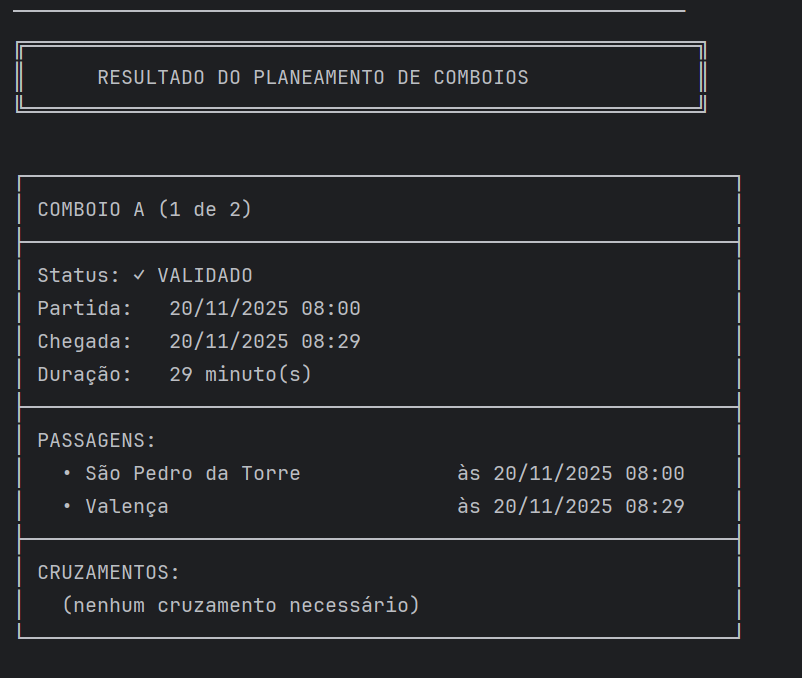 RESULTADO DO PLANEAMENTO DE COMBOIOS
COMBOIO A (1 de 2)
Status: ✓ VALIDADO
Partida: 20/11/2025 08:00
Chegada: 20/11/2025 08:29
Duração: 29 minuto(s)
PASSAGENS:
• São Pedro da Torre às 20/11/2025 08:00
• Valença às 20/11/2025 08:29
CRUZAMENTOS:
(nenhum cruzamento necessário)